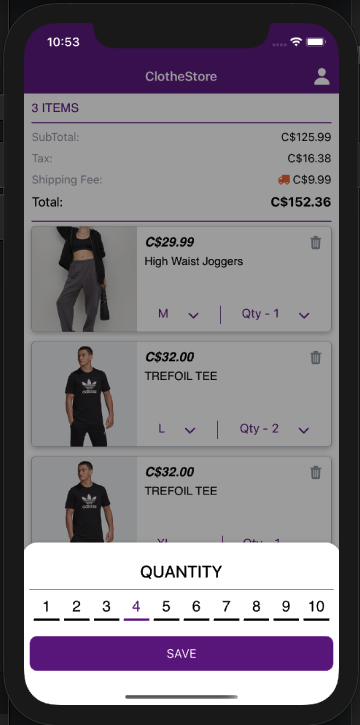 10:53
ClotheStore
3 ITEMS
SubTotal: C$125.99
Tax: C$16.38
Shipping Fee: C$9.99
Total: C$152.36
C$29.99
High Waist Joggers
M Qty - 1
C$32.00
TREFOIL TEE
L Qty - 2
C$32.00
TREFOIL TEE
XL Qty - 1
QUANTITY
1 2 3 4 5 6 7 8 9 10
SAVE
adidas
adidas